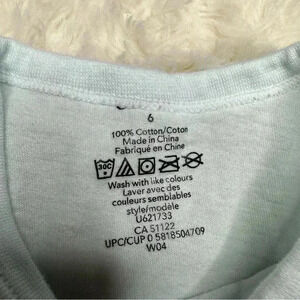 6
100% Cotton/Coton
Made in China
Fabriqué en Chine
30C
Wash with like colours
Laver avec des
couleurs semblables
style/modèle
U621733
CA 51122
UPC/CUP 0 5818504709
W04